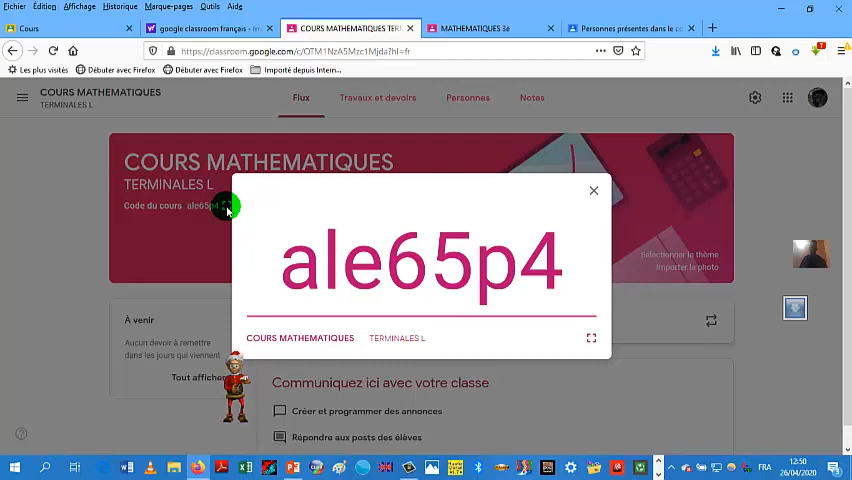 Fichier Édition Affichage Historique Marque-pages Outils Aide
Cours
google classroom français - Im
COURS MATHEMATIQUES TERM
MATHEMATIQUES 3è
Personnes présentes dans le co
https://classroom.google.com/c/OTM1NzA5Mzc1Mjda?hl=fr
Les plus visités
Débuter avec Firefox
Débuter avec Firefox
Importé depuis Intern...
COURS MATHEMATIQUES
TERMINALES L
Flux
Travaux et devoirs
Personnes
Notes
COURS MATHEMATIQUES
TERMINALES L
Code du cours ale65p4
ale65p4
COURS MATHEMATIQUES TERMINALES L
Sélectionner le thème
Importer la photo
À venir
Aucun devoir à remettre
dans les jours qui viennent
Tout afficher
Communiquez ici avec votre classe
Créer et programmer des annonces
Répondre aux posts des élèves
FRA
12:50
26/04/2020